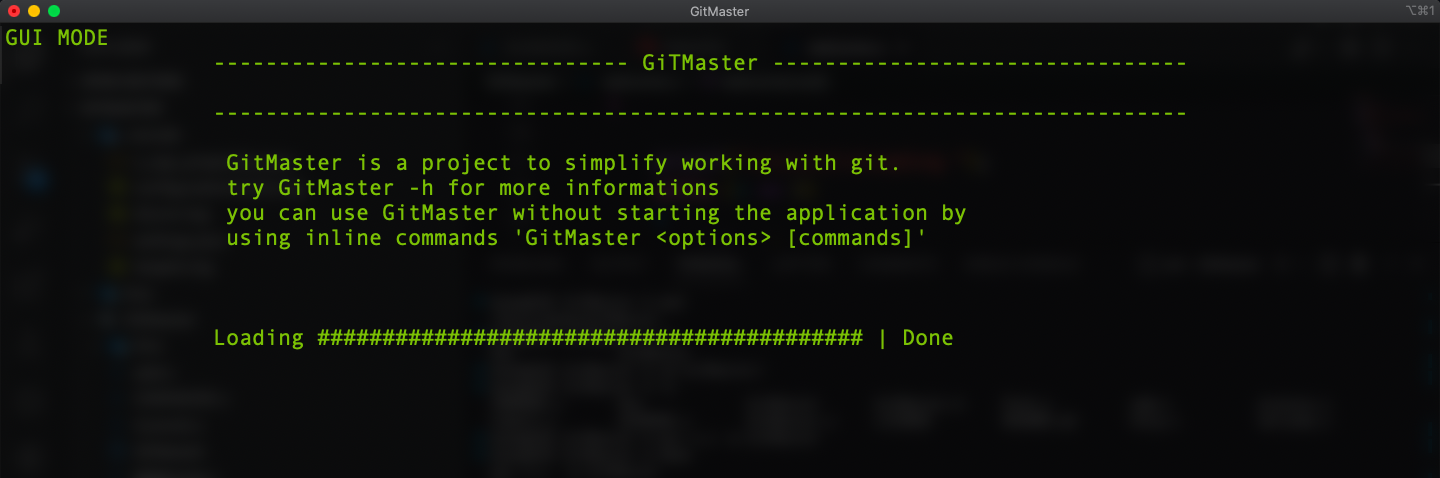 GitMaster
⌥⌘1
GUI MODE
-------------------------------- GiTMaster --------------------------------
---------------------------------------------------------------------------
GitMaster is a project to simplify working with git.
try GitMaster -h for more informations
you can use GitMaster without starting the application by
using inline commands 'GitMaster <options> [commands]'
Loading ########################################## | Done